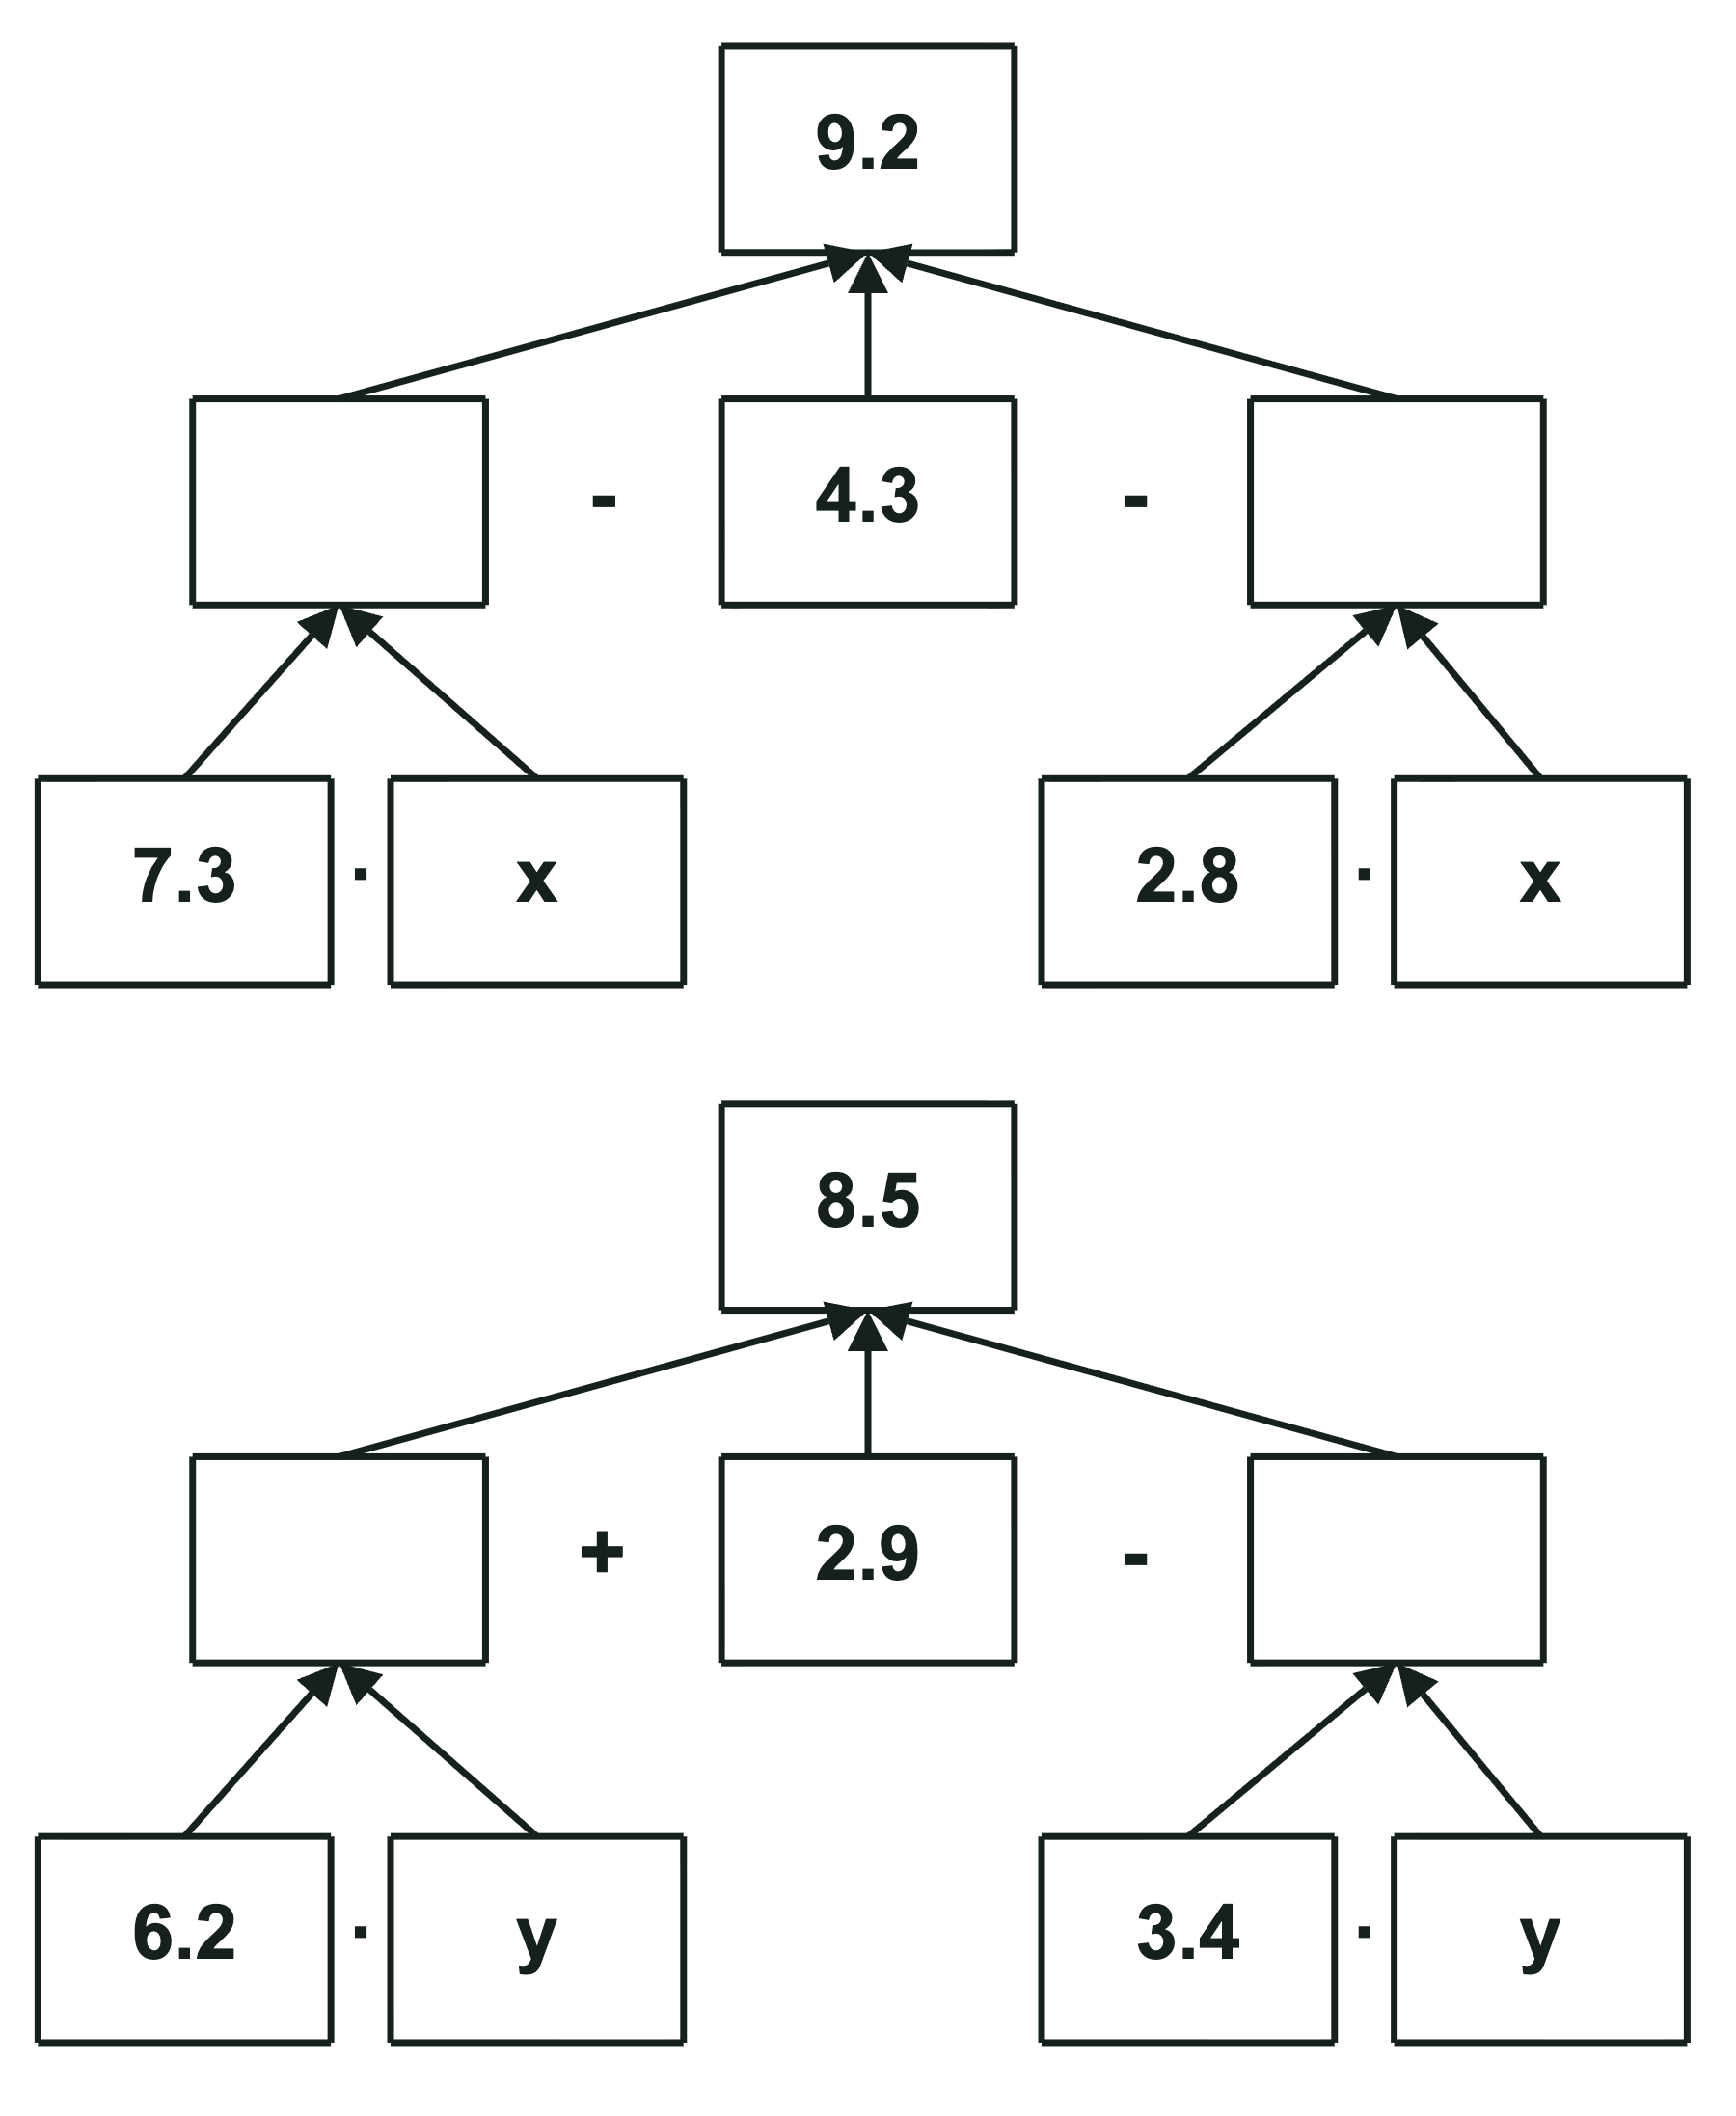 9.2
- 4.3 -
7.3 · x 2.8 · x
8.5
+ 2.9 -
6.2 · y 3.4 · y